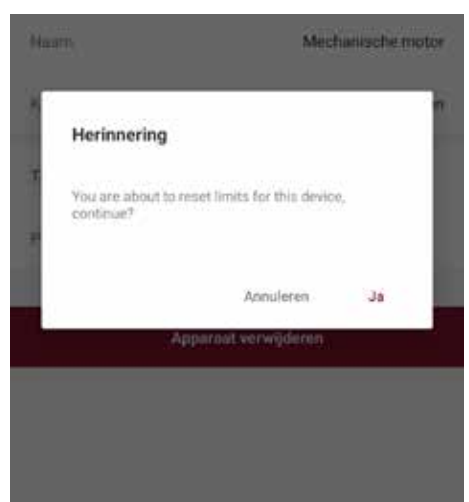 Naam
Mechanische motor
Herinnering
You are about to reset limits for this device,
continue?
Annuleren
Ja
Apparaat verwijderen